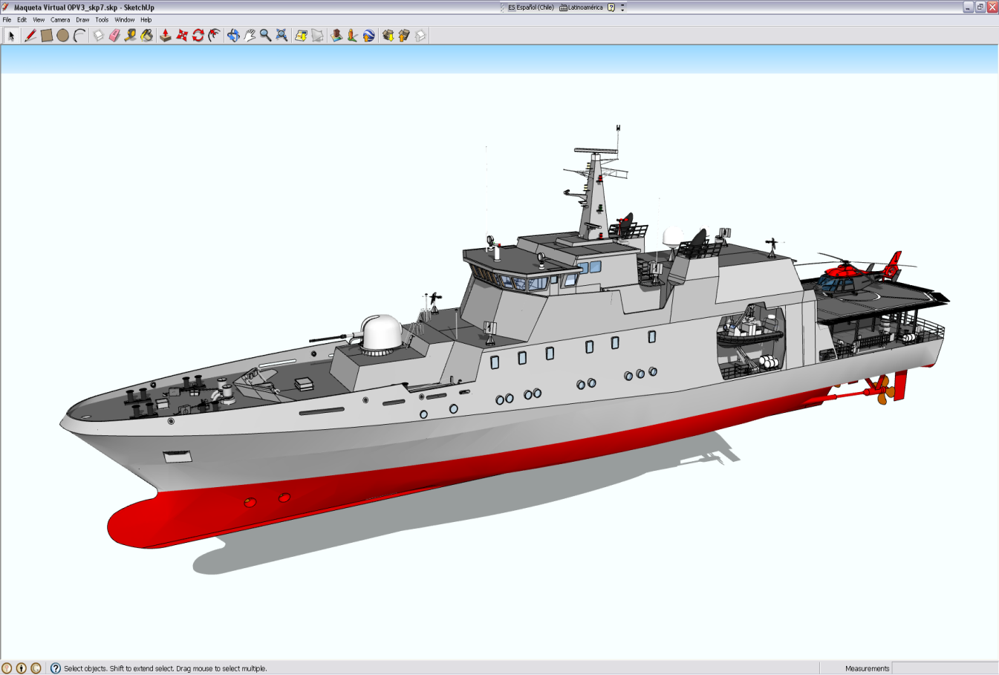 Maqueta Virtual OPV3_skp7.skp - SketchUp
ES Español (Chile) Latinoamérica
File Edit View Camera Draw Tools Window Help
Select objects. Shift to extend select. Drag mouse to select multiple.
Measurements